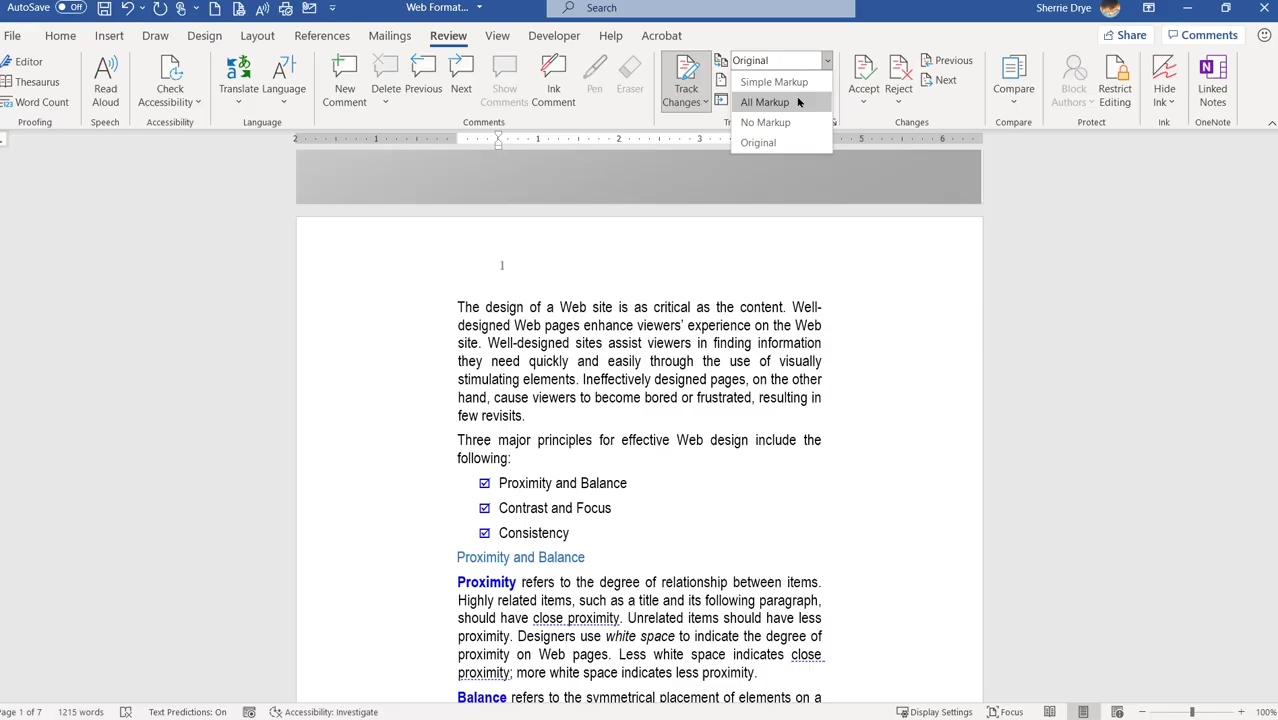 AutoSave Off Web Format... Search Sherrie Drye
File Home Insert Draw Design Layout References Mailings Review View Developer Help Acrobat Share Comments
Editor
Thesaurus
Word Count
Proofing
Read Aloud
Speech
Check Accessibility
Accessibility
Translate Language
Language
New Comment Delete Previous Next Show Comments Ink Comment Pen Eraser
Comments
Track Changes
Original
Simple Markup
All Markup
No Markup
Original
Accept Reject
Previous
Next
Changes
Compare
Compare
Block Authors Restrict Editing
Protect
Hide Ink
Ink
Linked Notes
OneNote
2 1 1 2 3 5 6
1
The design of a Web site is as critical as the content. Well-
designed Web pages enhance viewers’ experience on the Web
site. Well-designed sites assist viewers in finding information
they need quickly and easily through the use of visually
stimulating elements. Ineffectively designed pages, on the other
hand, cause viewers to become bored or frustrated, resulting in
few revisits.
Three major principles for effective Web design include the
following:
Proximity and Balance
Contrast and Focus
Consistency
Proximity and Balance
Proximity refers to the degree of relationship between items.
Highly related items, such as a title and its following paragraph,
should have close proximity. Unrelated items should have less
proximity. Designers use white space to indicate the degree of
proximity on Web pages. Less white space indicates close
proximity; more white space indicates less proximity.
Balance refers to the symmetrical placement of elements on a
Page 1 of 7 1215 words Text Predictions: On Accessibility: Investigate Display Settings Focus 100%